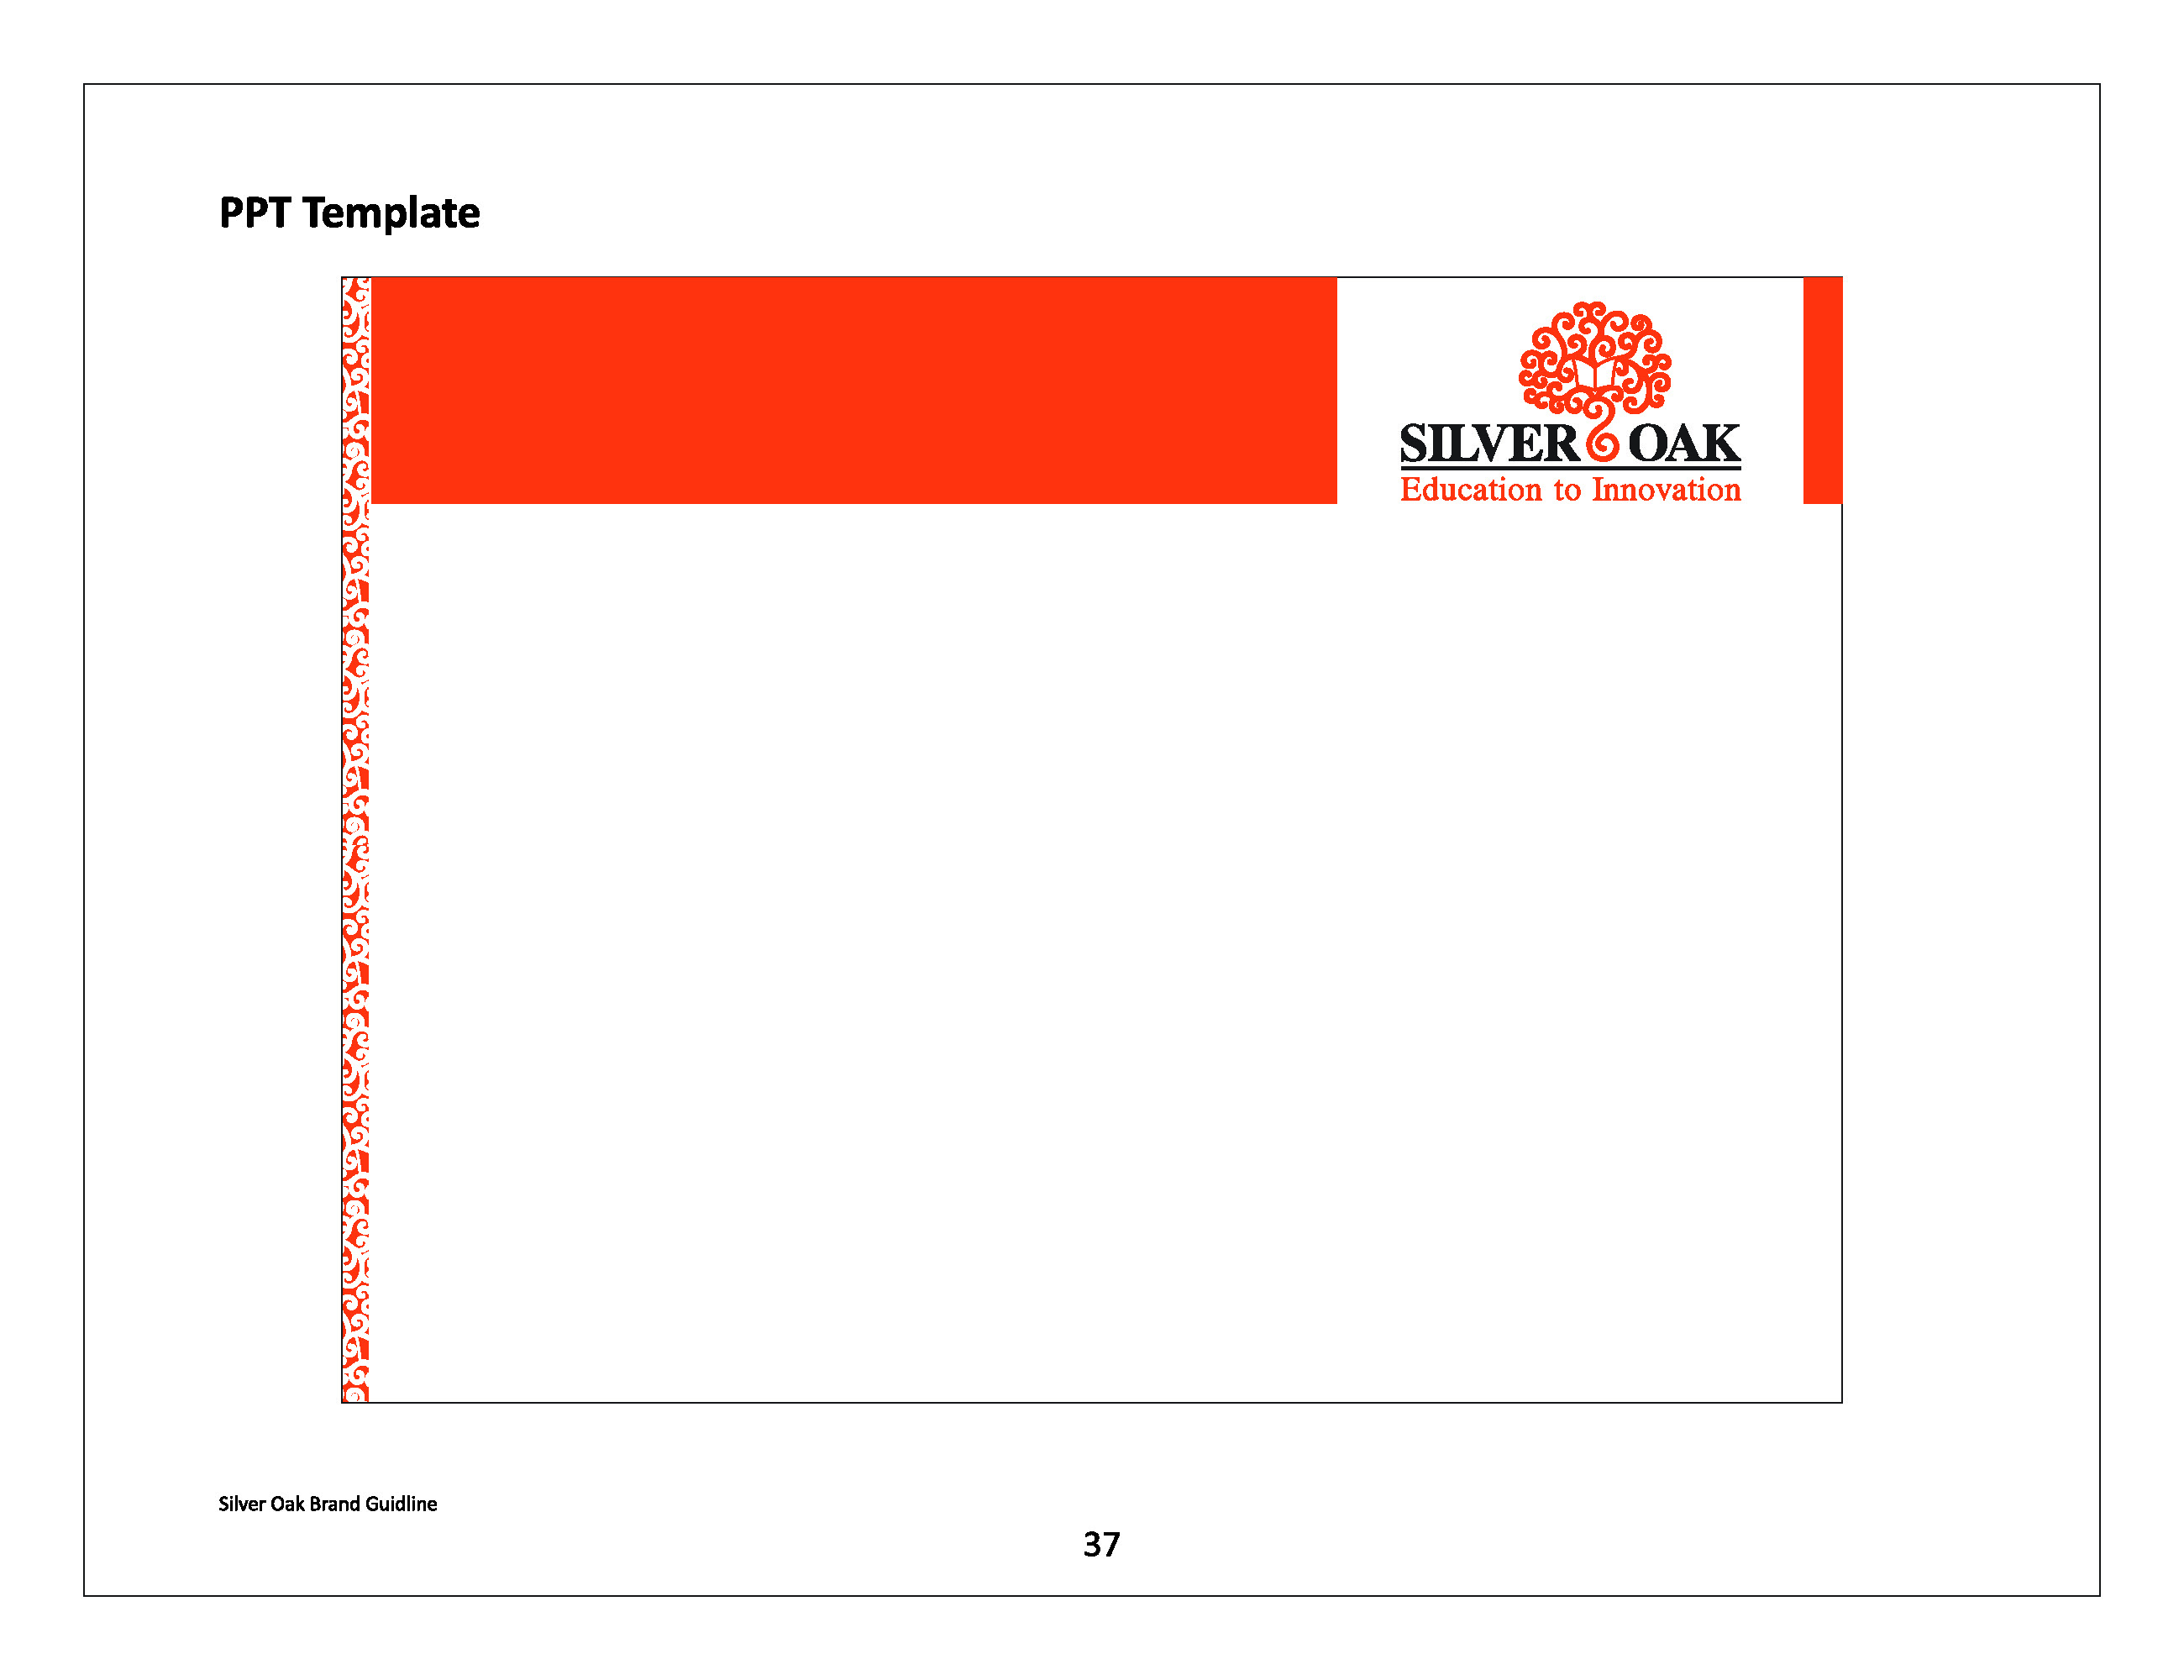 PPT Template
SILVER OAK
Education to Innovation
Silver Oak Brand Guidline
37